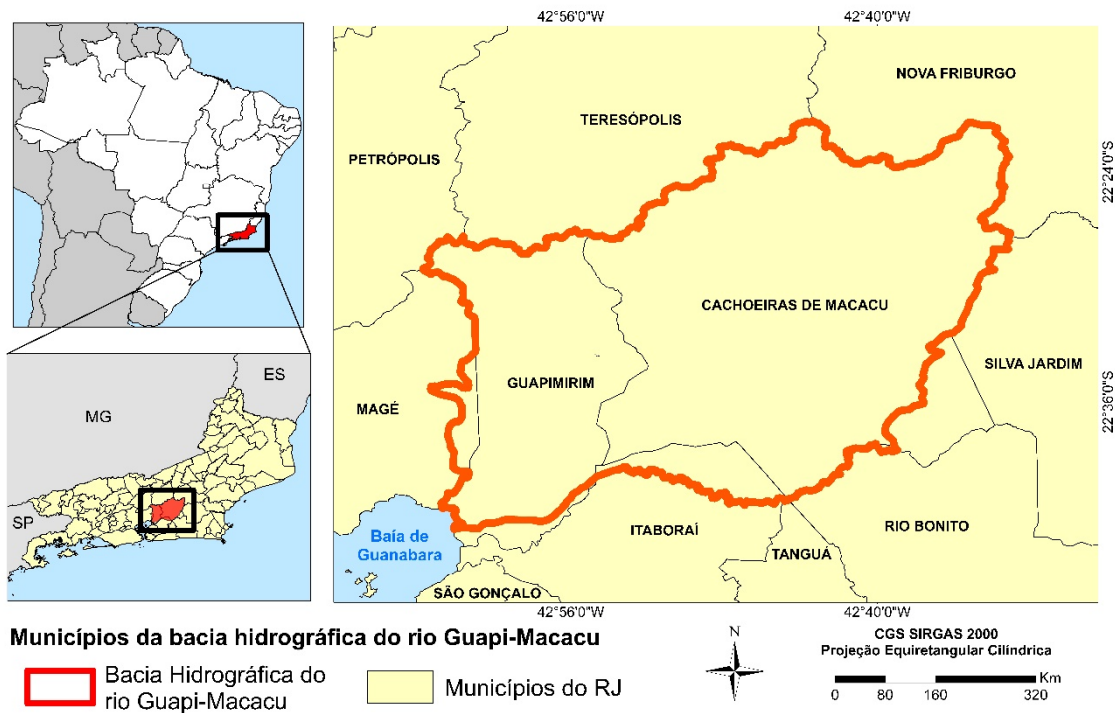 42°56'0"W
42°40'0"W
NOVA FRIBURGO
TERESÓPOLIS
PETRÓPOLIS
22°24'0"S
CACHOEIRAS DE MACACU
SILVA JARDIM
GUAPIMIRIM
MAGÉ
22°36'0"S
ES
MG
SP
Baía de
Guanabara
ITABORAÍ
RIO BONITO
TANGUÁ
SÃO GONÇALO
42°56'0"W
42°40'0"W
Municípios da bacia hidrográfica do rio Guapi-Macacu
Bacia Hidrográfica do
rio Guapi-Macacu
Municípios do RJ
N
CGS SIRGAS 2000
Projeção Equiretangular Cilíndrica
Km
0 80 160 320